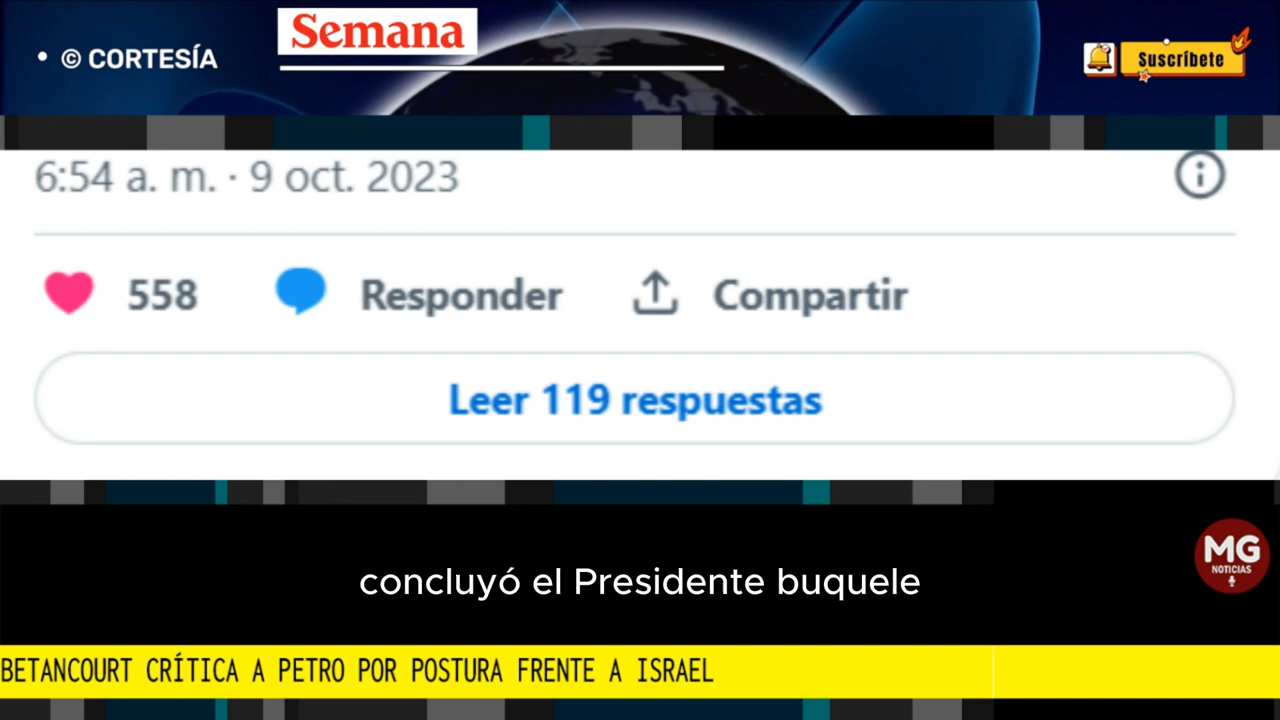 Semana
• © CORTESÍA
Suscríbete
6:54 a. m. · 9 oct. 2023
558 Responder Compartir
Leer 119 respuestas
MG
NOTICIAS
concluyó el Presidente buquele
BETANCOURT CRÍTICA A PETRO POR POSTURA FRENTE A ISRAEL